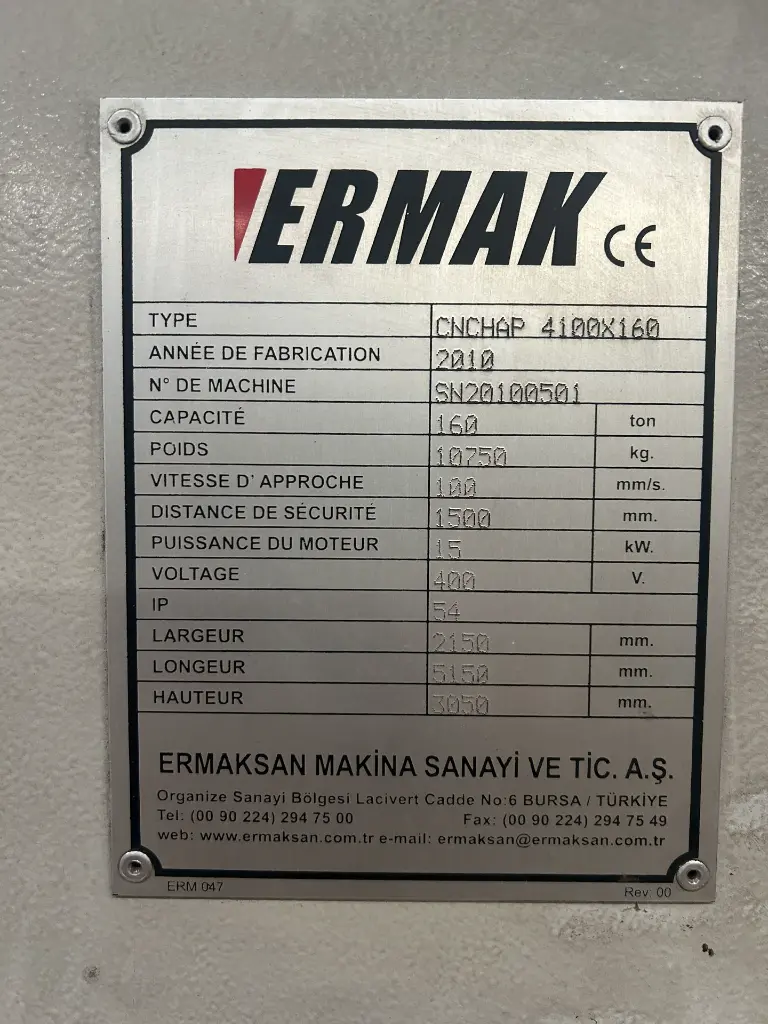 ERMAK CE
TYPE CNCHAP 4100X160
ANNÉE DE FABRICATION 2010
N° DE MACHINE SN20100501
CAPACITÉ 160 ton
POIDS 10750 kg.
VITESSE D' APPROCHE 100 mm/s.
DISTANCE DE SÉCURITÉ 1500 mm.
PUISSANCE DU MOTEUR 15 kW.
VOLTAGE 400 V.
IP 54
LARGEUR 2150 mm.
LONGEUR 5150 mm.
HAUTEUR 3050 mm.
ERMAKSAN MAKİNA SANAYİ VE TİC. A.Ş.
Organize Sanayi Bölgesi Lacivert Cadde No:6 BURSA / TÜRKİYE
Tel: (00 90 224) 294 75 00 Fax: (00 90 224) 294 75 49
web: www.ermaksan.com.tr e-mail: ermaksan@ermaksan.com.tr
ERM 047 Rev: 00